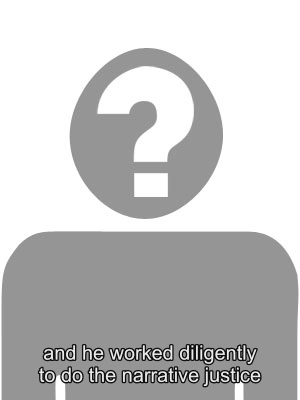 and he worked diligently
to do the narrative justice